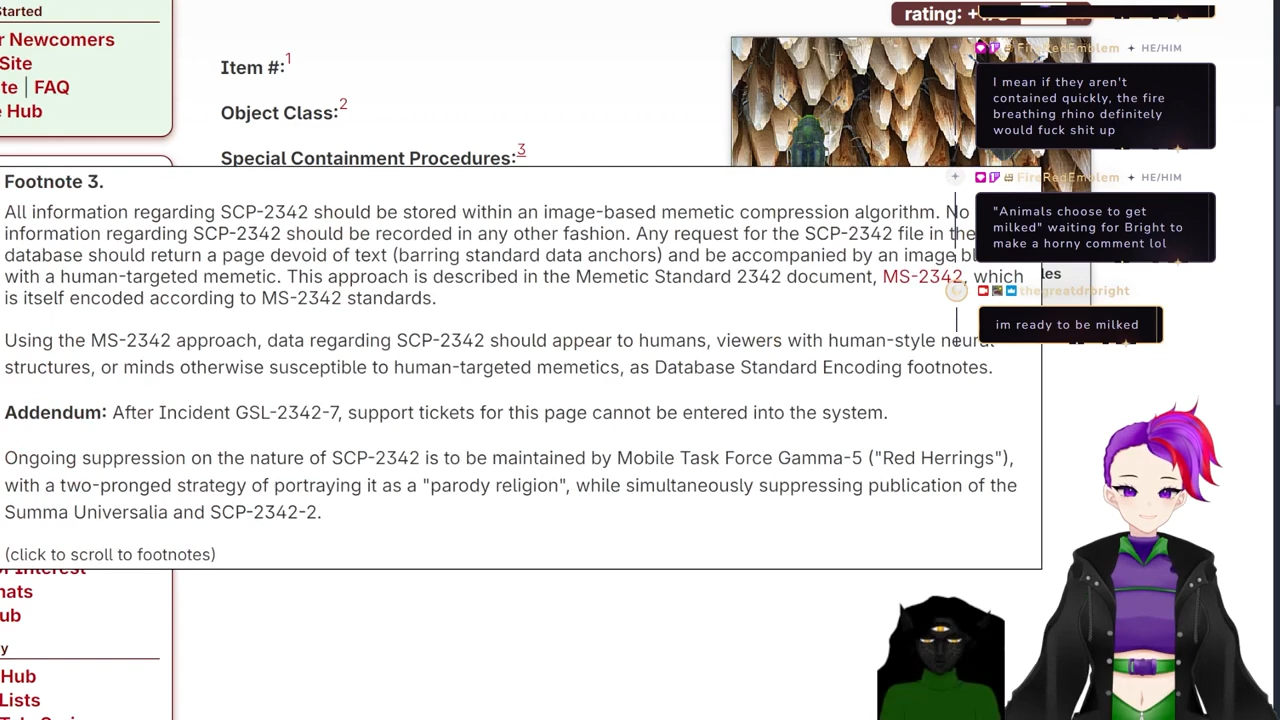 Started
r Newcomers
Site
te | FAQ
e Hub
rating:
Item #:1
Object Class:2
Special Containment Procedures:3
Footnote 3.
All information regarding SCP-2342 should be stored within an image-based memetic compression algorithm. No
information regarding SCP-2342 should be recorded in any other fashion. Any request for the SCP-2342 file in the
database should return a page devoid of text (barring standard data anchors) and be accompanied by an image bl
with a human-targeted memetic. This approach is described in the Memetic Standard 2342 document, MS-2342, which
is itself encoded according to MS-2342 standards.
Using the MS-2342 approach, data regarding SCP-2342 should appear to humans, viewers with human-style neural
structures, or minds otherwise susceptible to human-targeted memetics, as Database Standard Encoding footnotes.
Addendum: After Incident GSL-2342-7, support tickets for this page cannot be entered into the system.
Ongoing suppression on the nature of SCP-2342 is to be maintained by Mobile Task Force Gamma-5 ("Red Herrings"),
with a two-pronged strategy of portraying it as a "parody religion", while simultaneously suppressing publication of the
Summa Universalia and SCP-2342-2.
(click to scroll to footnotes)
les
mats
ub
y
Hub
Lists
FireRedEmblem HE/HIM
I mean if they aren't
contained quickly, the fire
breathing rhino definitely
would fuck shit up
FireRedEmblem HE/HIM
"Animals choose to get
milked" waiting for Bright to
make a horny comment lol
thegreatdrbright
im ready to be milked